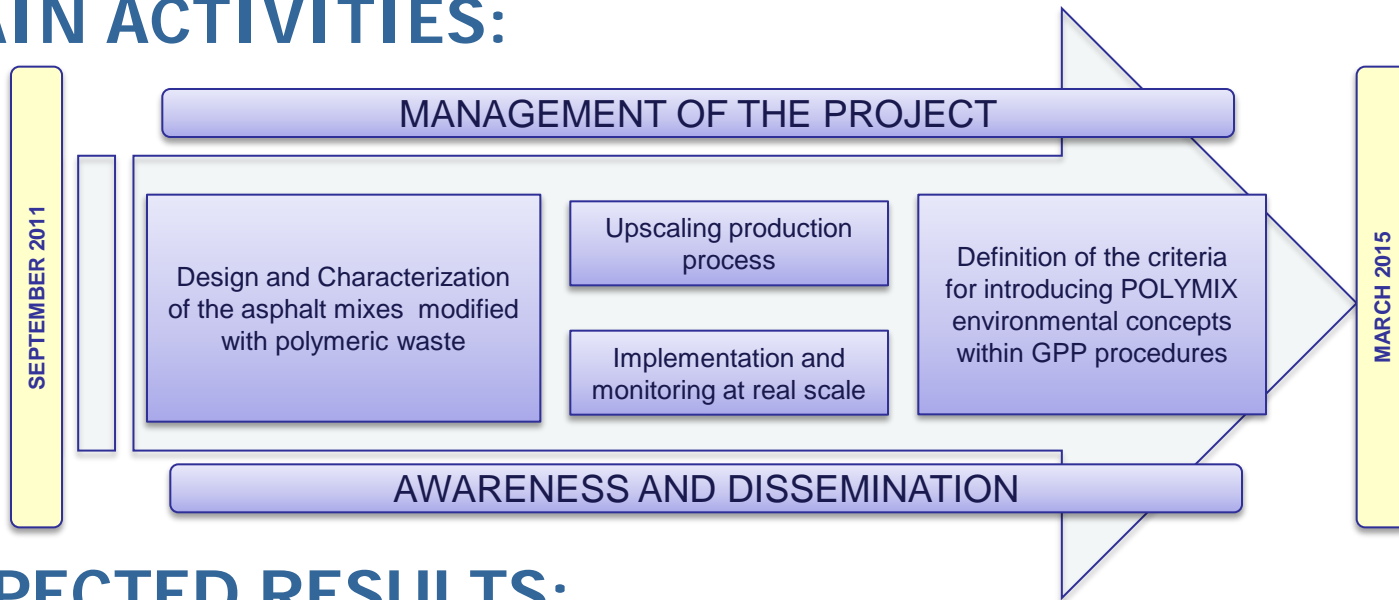 AIN ACTIVITIES:
MANAGEMENT OF THE PROJECT
SEPTEMBER 2011
Design and Characterization
of the asphalt mixes modified
with polymeric waste
Upscaling production
process
Implementation and
monitoring at real scale
Definition of the criteria
for introducing POLYMIX
environmental concepts
within GPP procedures
MARCH 2015
AWARENESS AND DISSEMINATION
PECTED RESULTS: